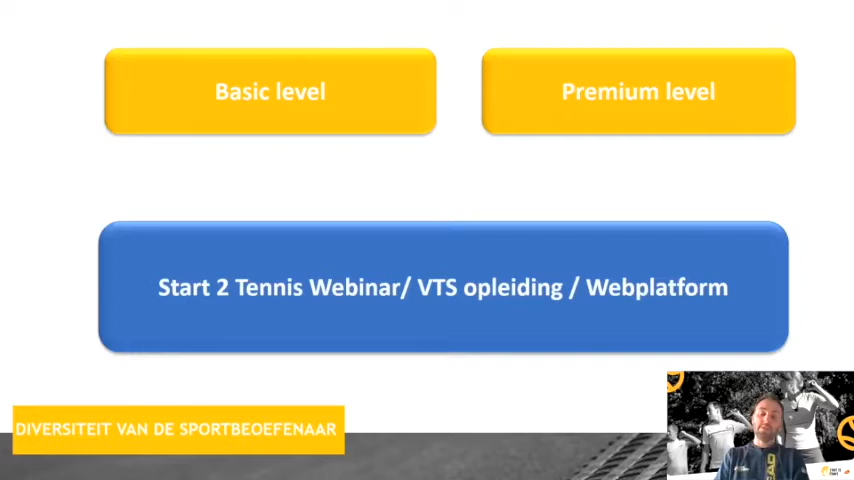 Basic level
Premium level
Start 2 Tennis Webinar/ VTS opleiding / Webplatform
DIVERSITEIT VAN DE SPORTBEOEFENAAR